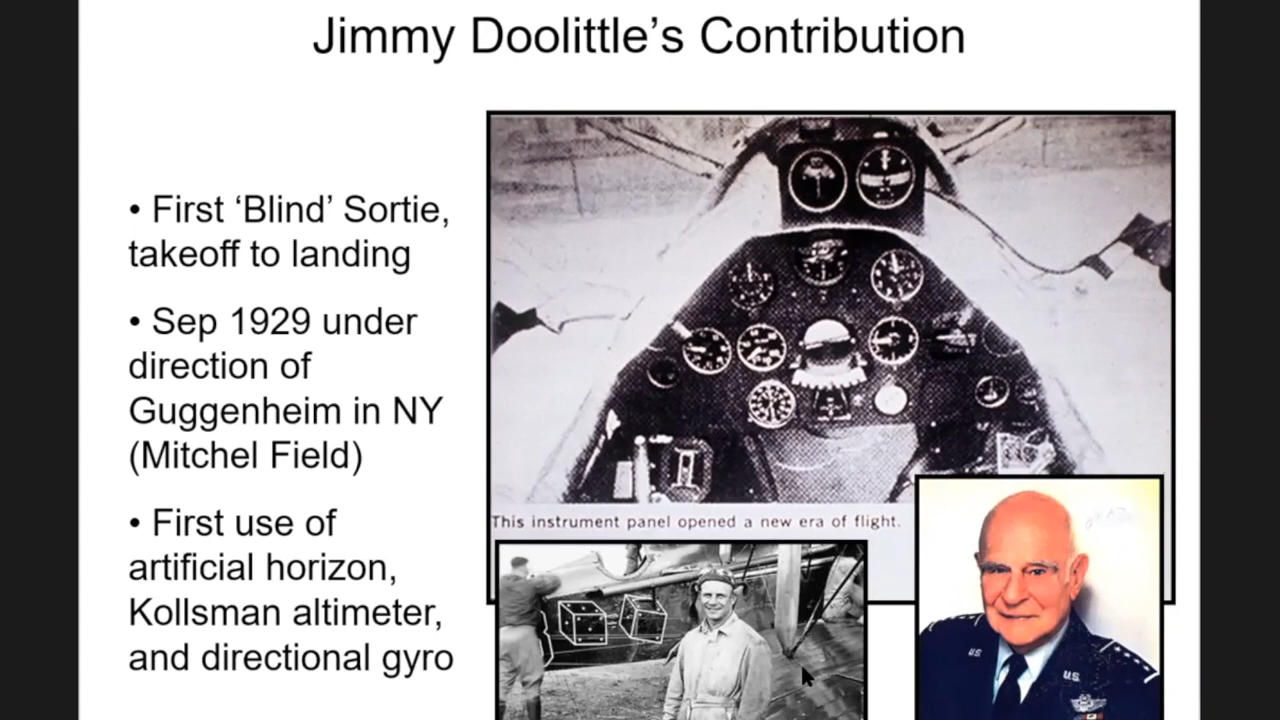 Jimmy Doolittle’s Contribution
• First ‘Blind’ Sortie,
takeoff to landing
• Sep 1929 under
direction of
Guggenheim in NY
(Mitchel Field)
• First use of
artificial horizon,
Kollsman altimeter,
and directional gyro
This instrument panel opened a new era of flight.
U.S.
U.S.